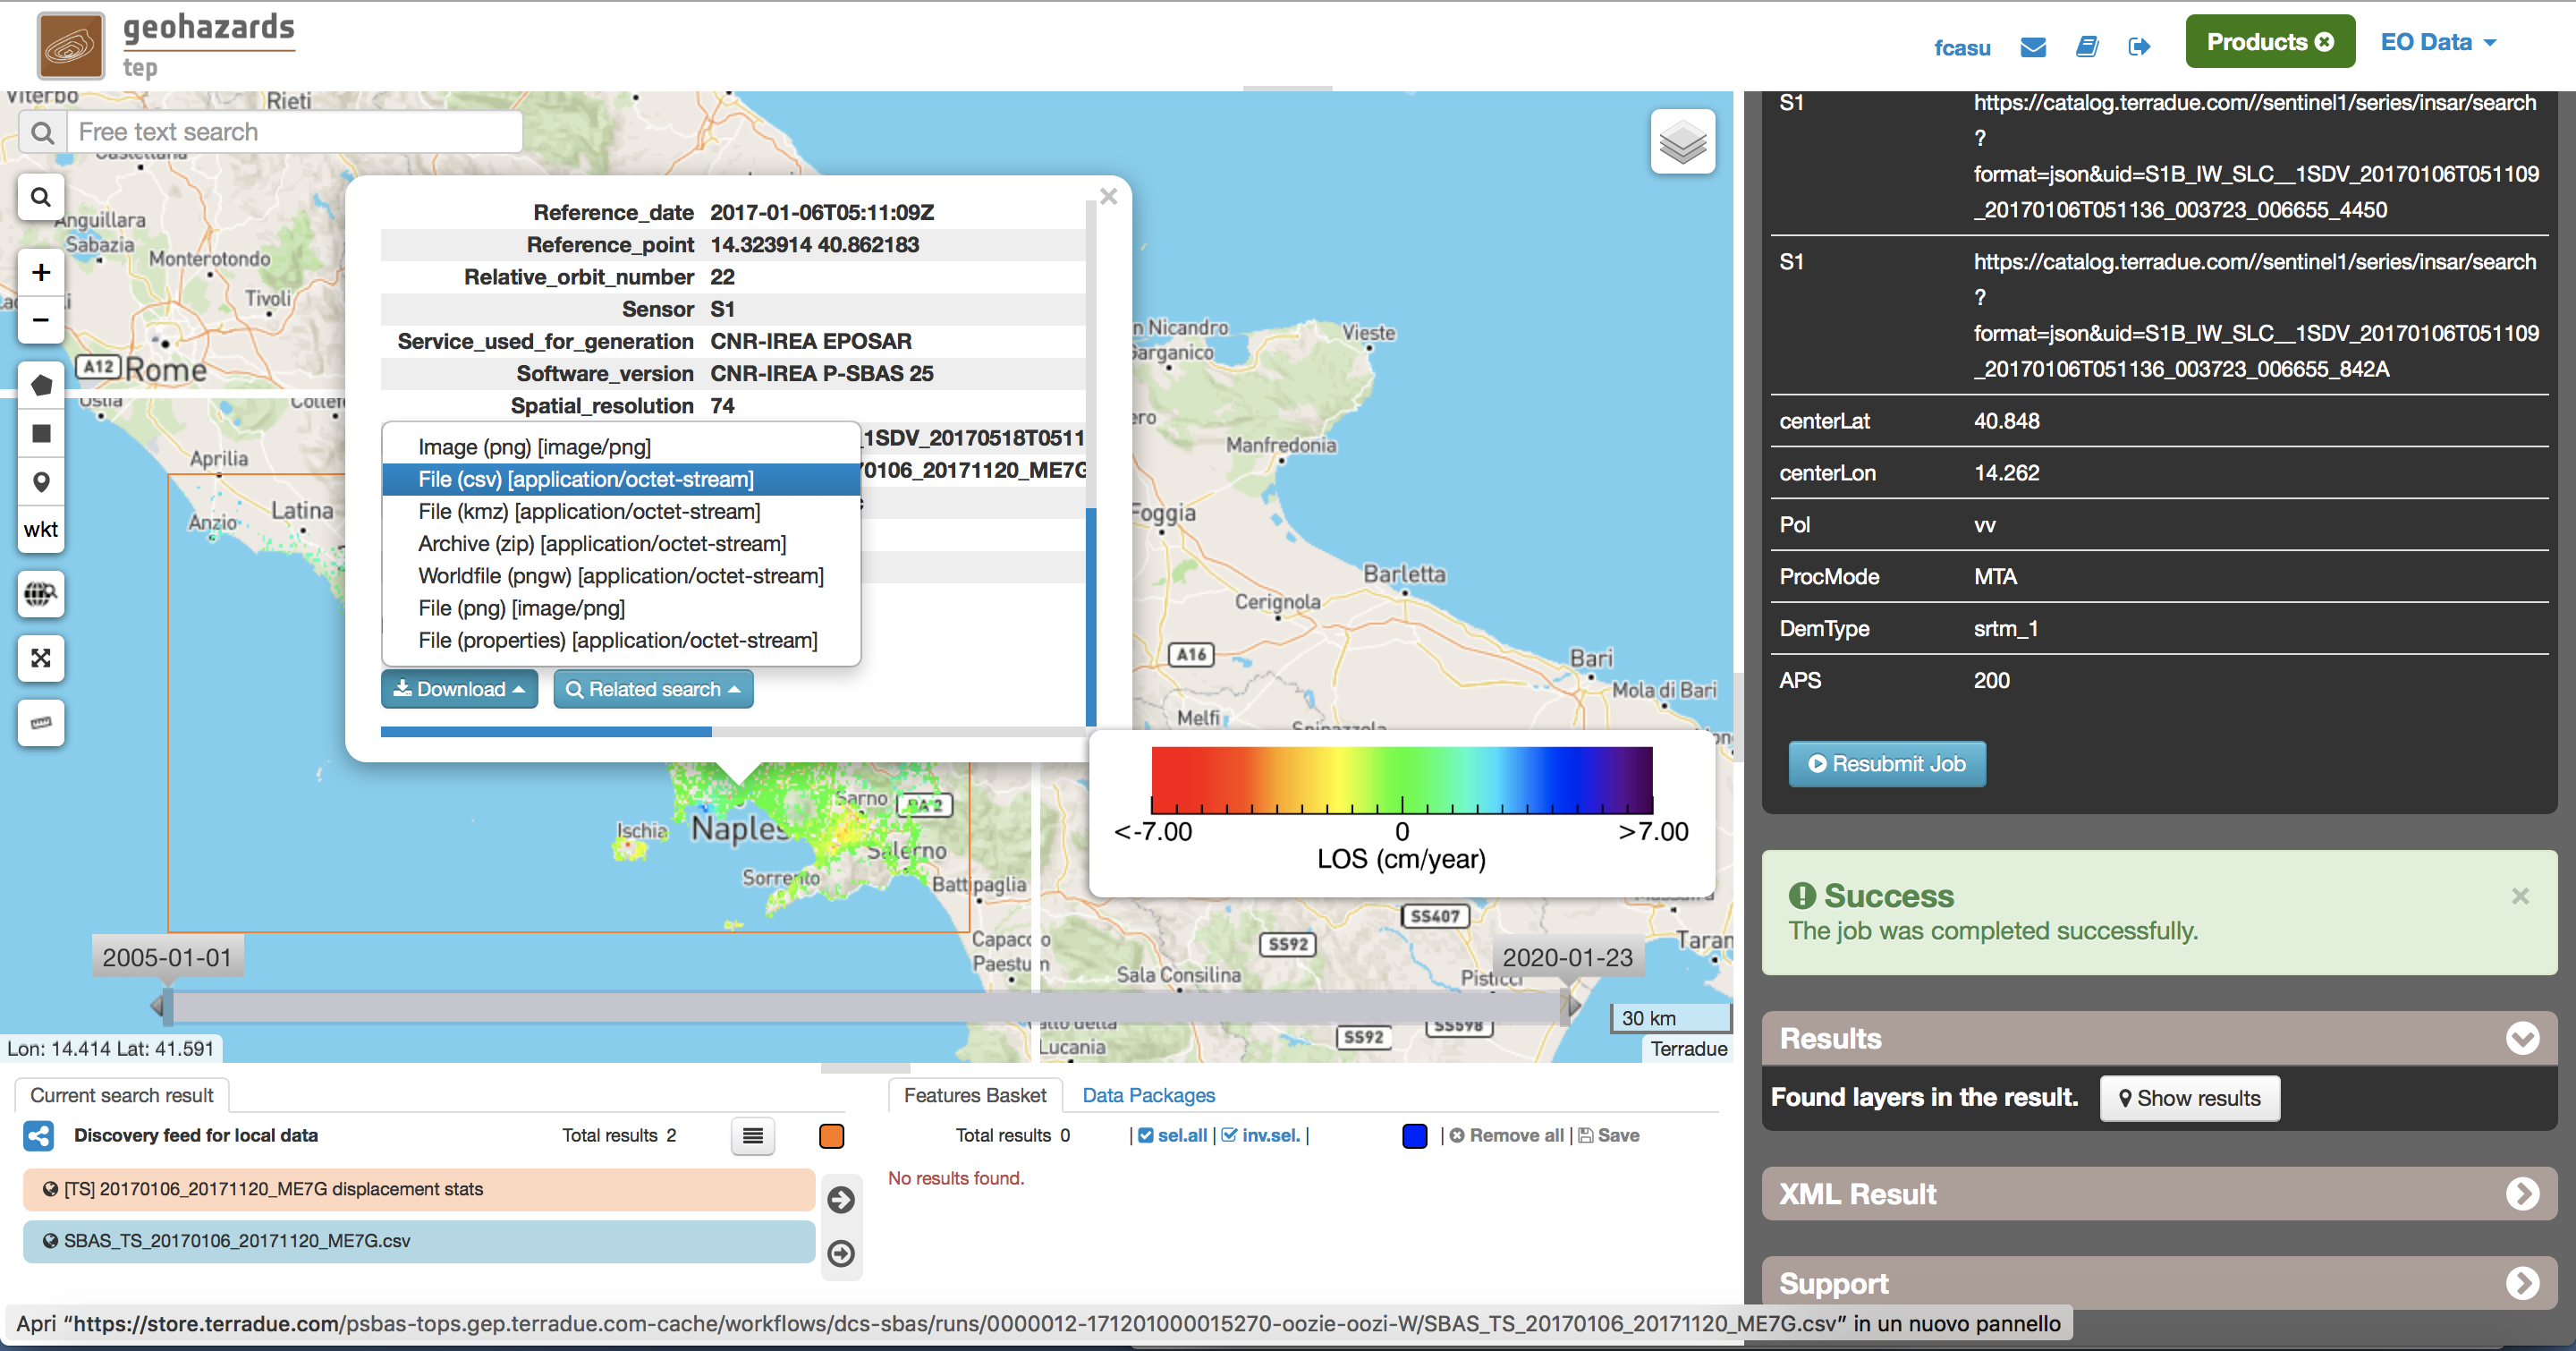 geohazards
tep
fcasu
Products
EO Data
Viterbo
Rieti
Free text search
Anguillara
Sabazia
Monterotondo
Tivoli
A12
Rome
Aprilia
Latina
Anzio
wkt
Reference_date 2017-01-06T05:11:09Z
Reference_point 14.323914 40.862183
Relative_orbit_number 22
Sensor S1
Service_used_for_generation CNR-IREA EPOSAR
Software_version CNR-IREA P-SBAS 25
Spatial_resolution 74
_1SDV_20170518T0511
0106_20171120_ME7G
Image (png) [image/png]
File (csv) [application/octet-stream]
File (kmz) [application/octet-stream]
Archive (zip) [application/octet-stream]
Worldfile (pngw) [application/octet-stream]
File (png) [image/png]
File (properties) [application/octet-stream]
Download
Related search
n Nicandro
Garganico
Vieste
Manfredonia
Foggia
Barletta
Cerignola
A16
Bari
Mola di Bari
Melfi
Spinazzola
<-7.00
0
>7.00
LOS (cm/year)
Sarno
RA 2
Ischia
Naples
Salerno
Sorrento
Battipaglia
SS407
SS92
Capaccio
Paestum
Sala Consilina
Pisticci
Taran
2005-01-01
2020-01-23
SS92
SS598
Lucania
30 km
Lon: 14.414 Lat: 41.591
Terradue
S1
https://catalog.terradue.com//sentinel1/series/insar/search
?
format=json&uid=S1B_IW_SLC__1SDV_20170106T051109
_20170106T051136_003723_006655_4450
S1
https://catalog.terradue.com//sentinel1/series/insar/search
?
format=json&uid=S1B_IW_SLC__1SDV_20170106T051109
_20170106T051136_003723_006655_842A
centerLat 40.848
centerLon 14.262
Pol vv
ProcMode MTA
DemType srtm_1
APS 200
Resubmit Job
Success
The job was completed successfully.
Results
Found layers in the result.
Show results
XML Result
Support
Current search result
Discovery feed for local data
Total results 2
[TS] 20170106_20171120_ME7G displacement stats
SBAS_TS_20170106_20171120_ME7G.csv
Features Basket
Data Packages
Total results 0
| sel.all | inv.sel. |
| Remove all | Save
No results found.
Apri “https://store.terradue.com/psbas-tops.gep.terradue.com-cache/workflows/dcs-sbas/runs/0000012-171201000015270-oozie-oozi-W/SBAS_TS_20170106_20171120_ME7G.csv” in un nuovo pannello